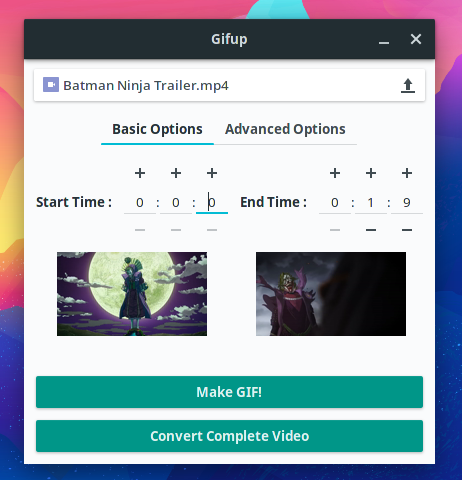 Gifup
Batman Ninja Trailer.mp4
Basic Options Advanced Options
+ + + + + +
Start Time : 0 : 0 : 0 End Time : 0 : 1 : 9
− − − − − −
Make GIF!
Convert Complete Video